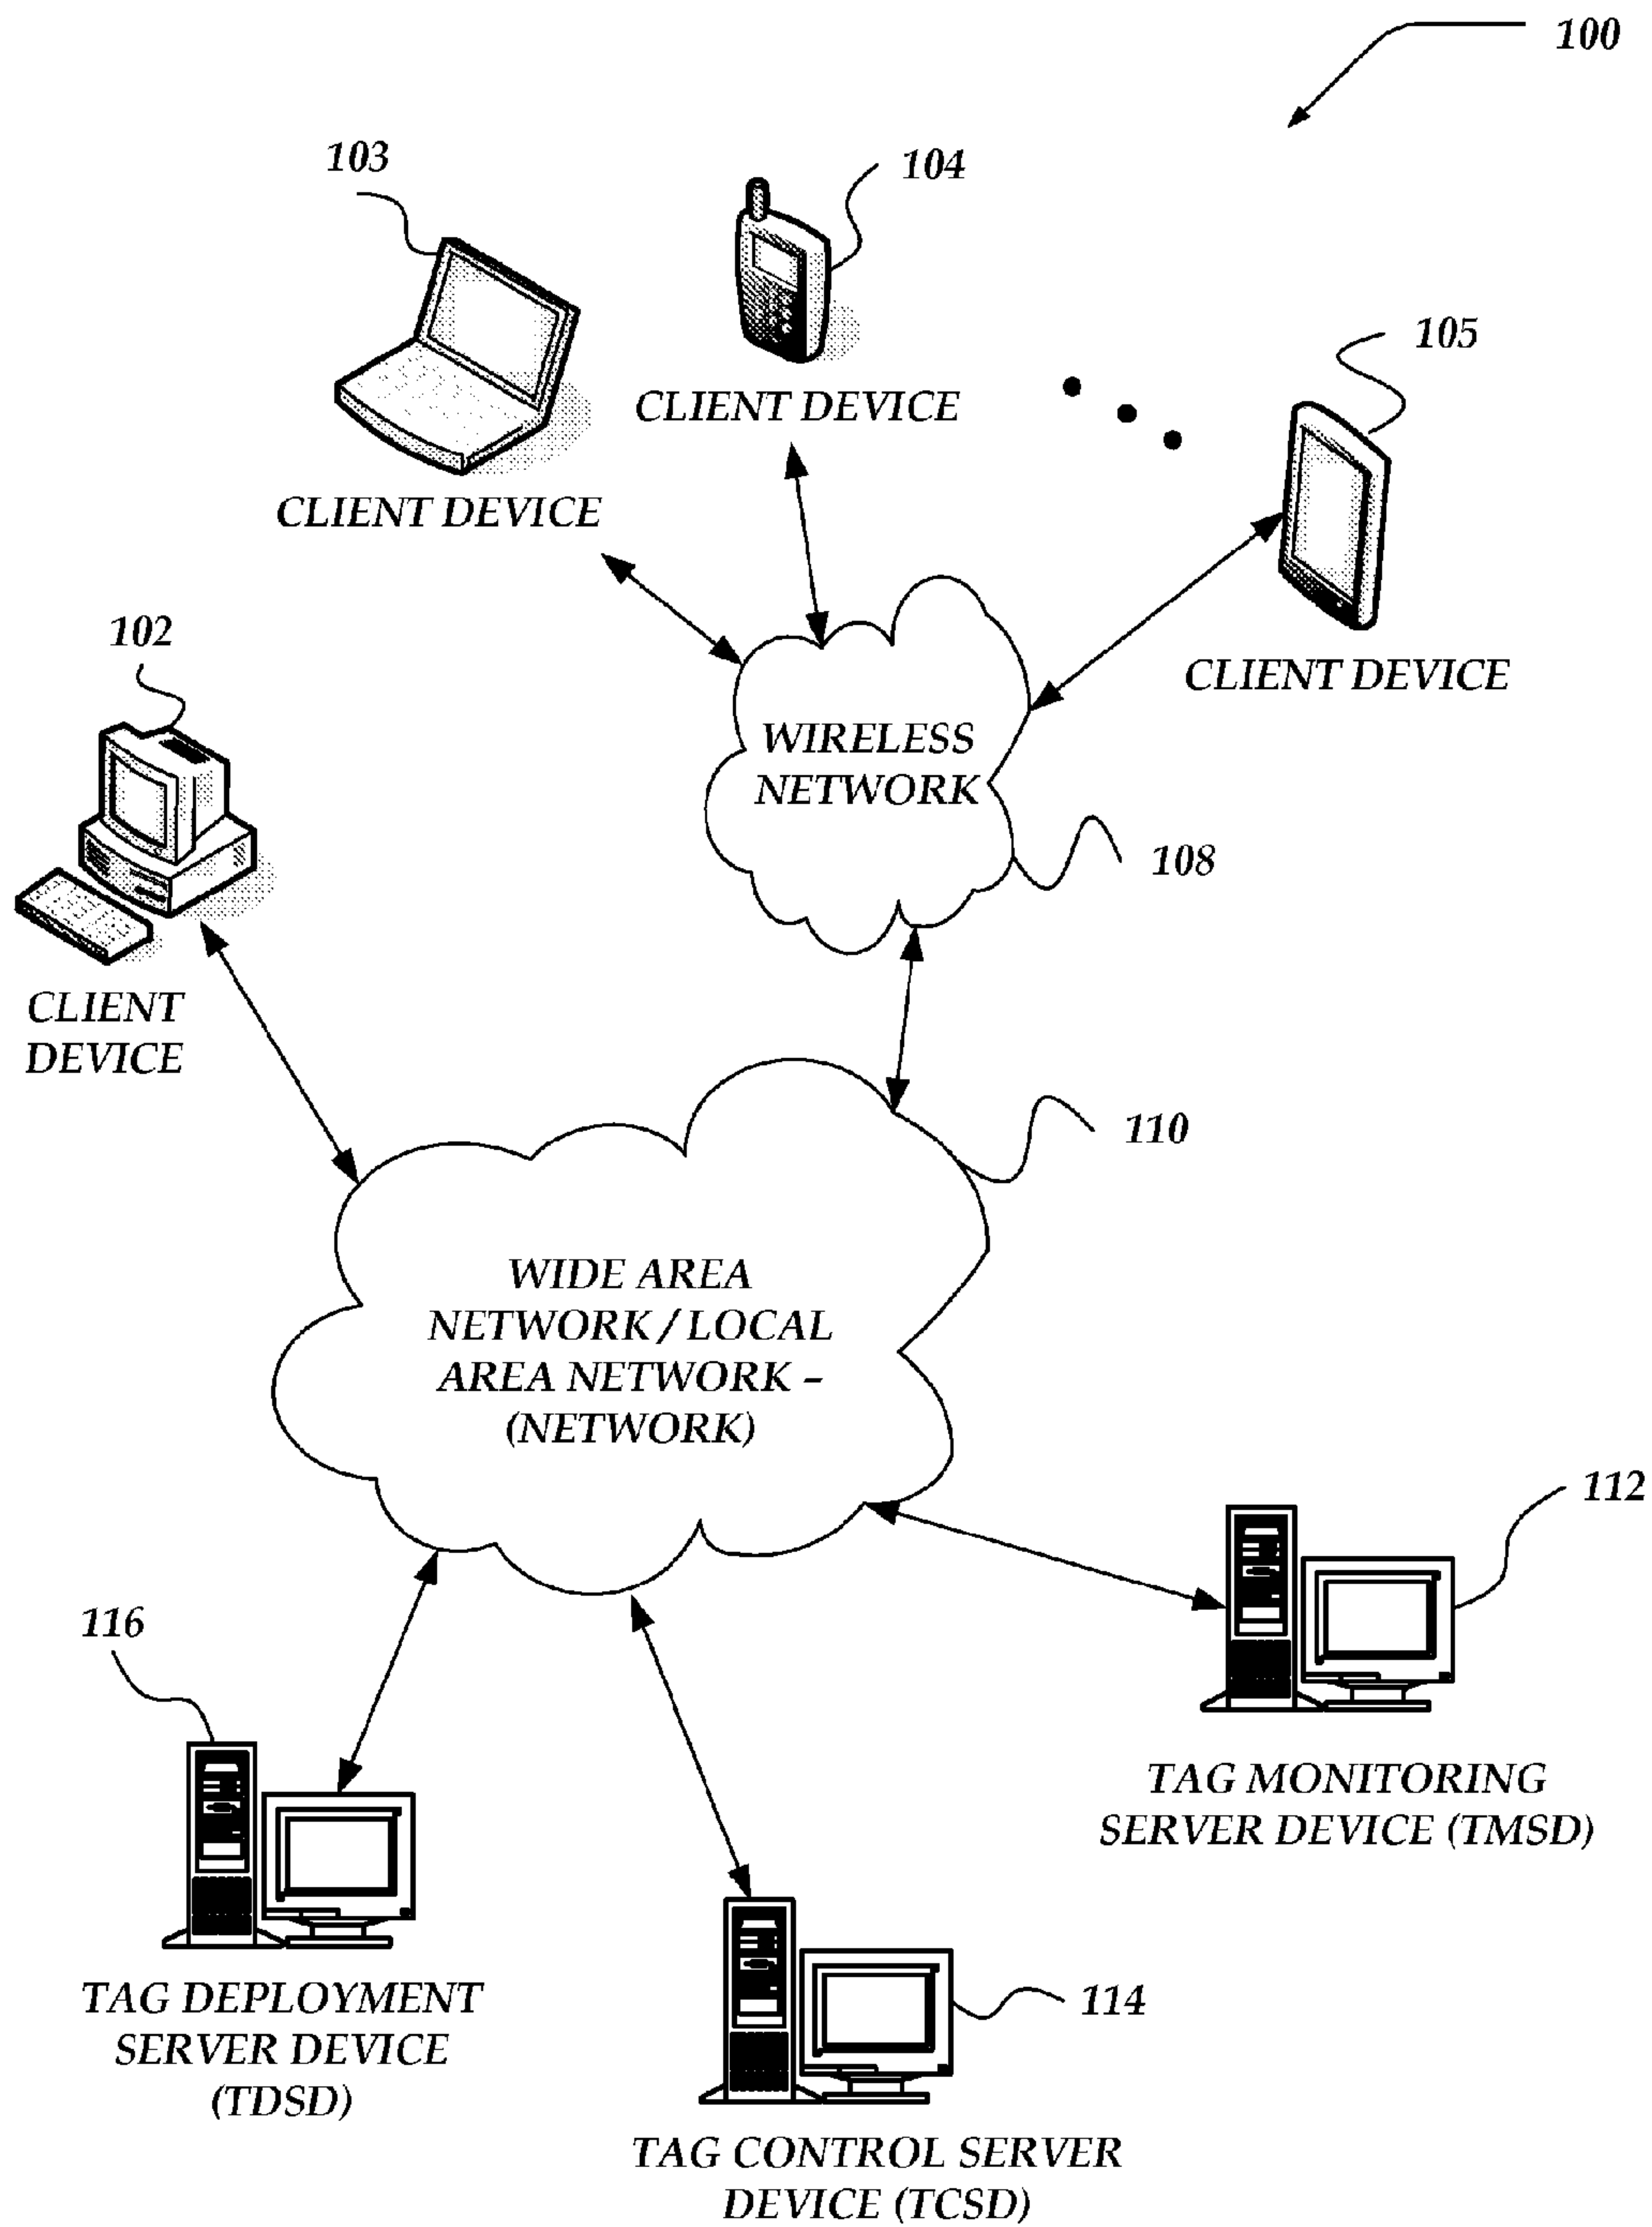 100
103
104
105
CLIENT DEVICE
CLIENT DEVICE
CLIENT DEVICE
102
WIRELESS
NETWORK
108
CLIENT
DEVICE
110
WIDE AREA
NETWORK / LOCAL
AREA NETWORK –
(NETWORK)
112
116
TAG MONITORING
SERVER DEVICE (TMSD)
TAG DEPLOYMENT
SERVER DEVICE
(TDSD)
114
TAG CONTROL SERVER
DEVICE (TCSD)